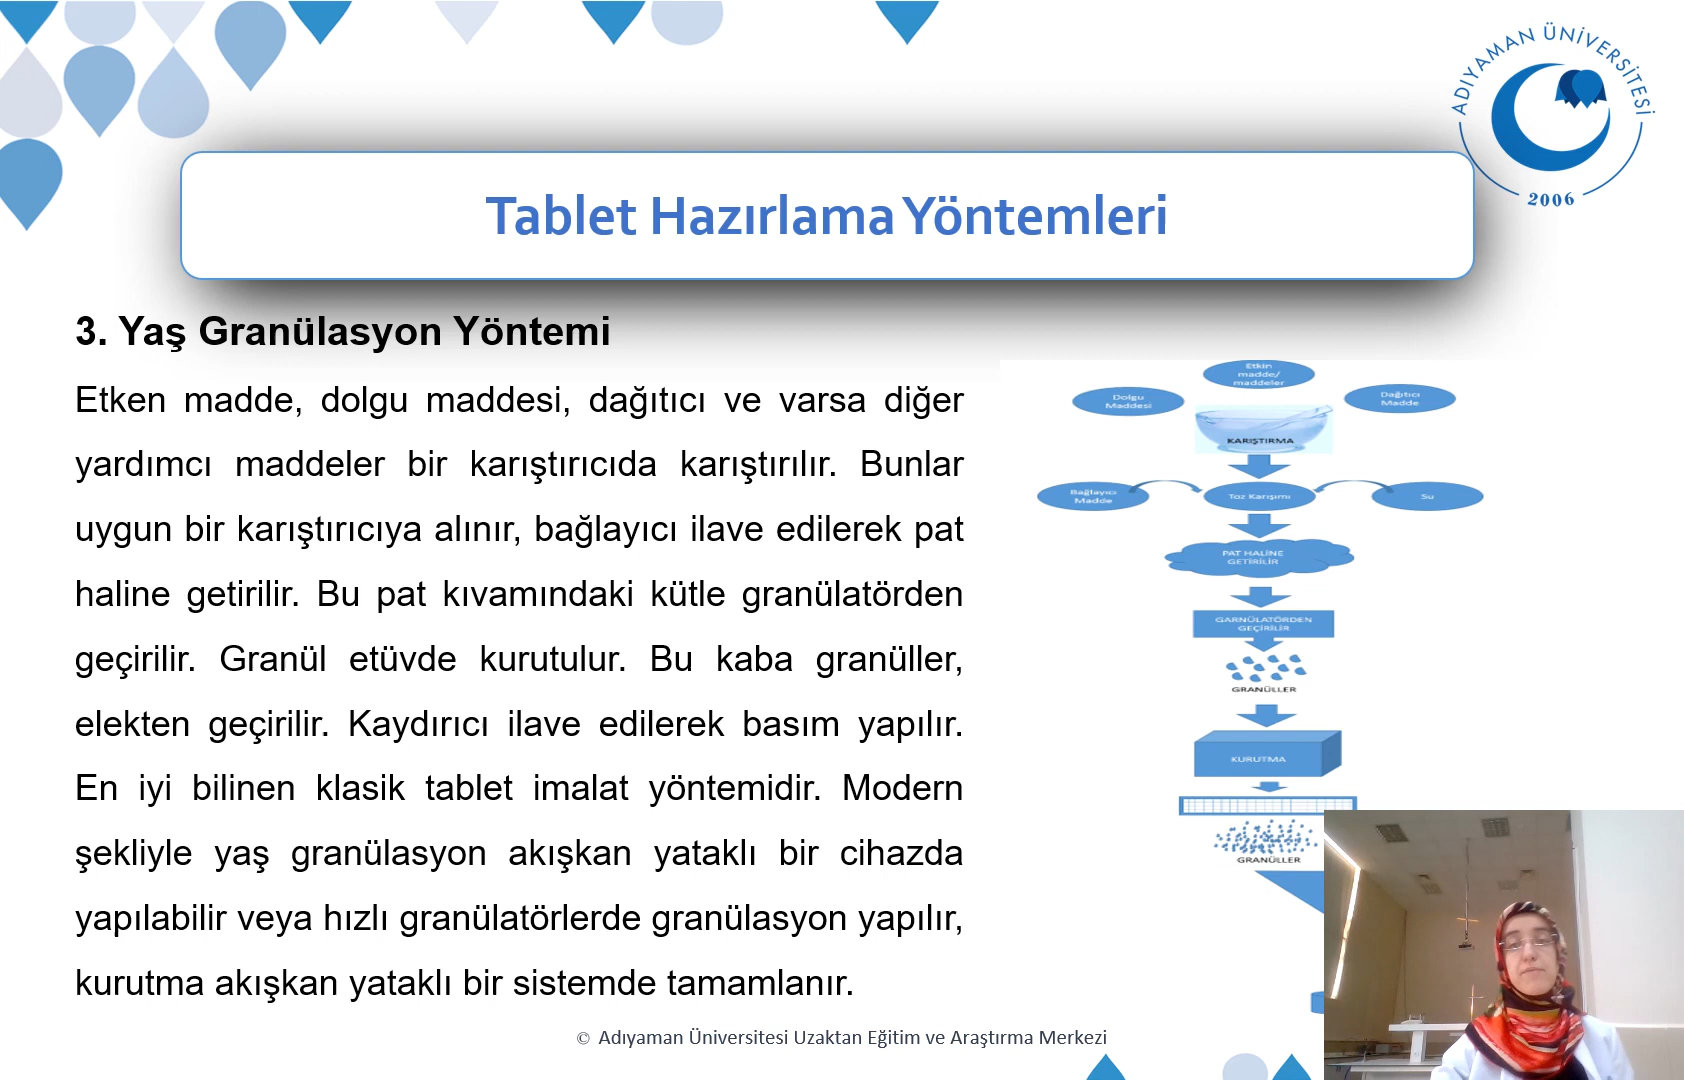 ADIYAMAN ÜNİVERSİTESİ
2006
Tablet Hazırlama Yöntemleri
3. Yaş Granülasyon Yöntemi
Etken madde, dolgu maddesi, dağıtıcı ve varsa diğer
yardımcı maddeler bir karıştırıcıda karıştırılır. Bunlar
uygun bir karıştırıcıya alınır, bağlayıcı ilave edilerek pat
haline getirilir. Bu pat kıvamındaki kütle granülatörden
geçirilir. Granül etüvde kurutulur. Bu kaba granüller,
elekten geçirilir. Kaydırıcı ilave edilerek basım yapılır.
En iyi bilinen klasik tablet imalat yöntemidir. Modern
şekliyle yaş granülasyon akışkan yataklı bir cihazda
yapılabilir veya hızlı granülatörlerde granülasyon yapılır,
kurutma akışkan yataklı bir sistemde tamamlanır.
Etkin
madde/
maddeler
Dolgu
Maddesi
Dağıtıcı
Madde
KARIŞTIRMA
Bağlayıcı
Madde
Toz Karışımı
Su
PAT HALİNE
GETİRİLİR
GARNÜLATÖRDEN
GEÇİRİLİR
GRANÜLLER
KURUTMA
GRANÜLLER
© Adıyaman Üniversitesi Uzaktan Eğitim ve Araştırma Merkezi